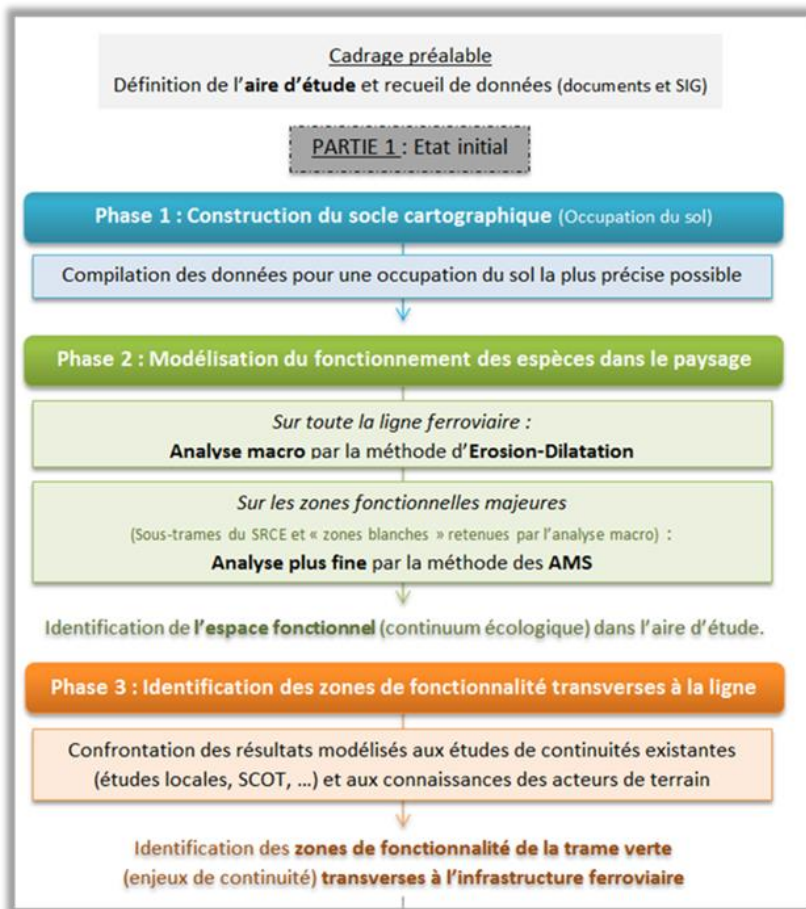 Cadrage préalable
Définition de l'aire d'étude et recueil de données (documents et SIG)
PARTIE 1 : Etat initial
Phase 1 : Construction du socle cartographique (Occupation du sol)
Compilation des données pour une occupation du sol la plus précise possible
Phase 2 : Modélisation du fonctionnement des espèces dans le paysage
Sur toute la ligne ferroviaire :
Analyse macro par la méthode d'Erosion-Dilatation
Sur les zones fonctionnelles majeures
(Sous-trames du SRCE et « zones blanches » retenues par l'analyse macro) :
Analyse plus fine par la méthode des AMS
Identification de l'espace fonctionnel (continuum écologique) dans l'aire d'étude.
Phase 3 : Identification des zones de fonctionnalité transverses à la ligne
Confrontation des résultats modélisés aux études de continuités existantes
(études locales, SCOT, ...) et aux connaissances des acteurs de terrain
Identification des zones de fonctionnalité de la trame verte
(enjeux de continuité) transverses à l'infrastructure ferroviaire